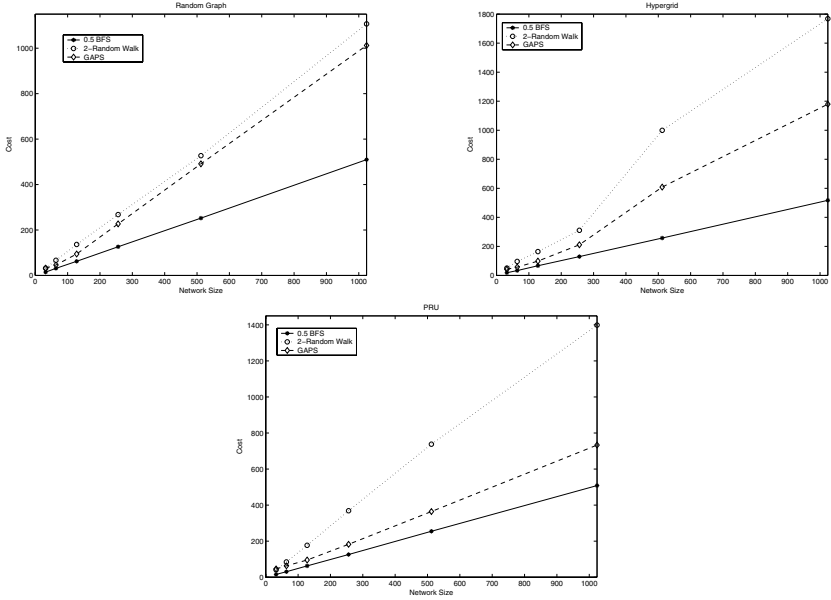 Random Graph
0.5 BFS
2−Random Walk
GAPS
Cost
1000
800
600
400
200
0
0 100 200 300 400 500 600 700 800 900 1000
Network Size
Hypergrid
0.5 BFS
2−Random Walk
GAPS
Cost
1800
1600
1400
1200
1000
800
600
400
200
0
0 100 200 300 400 500 600 700 800 900 1000
Network Size
PRU
0.5 BFS
2−Random Walk
GAPS
Cost
1400
1200
1000
800
600
400
200
0
0 100 200 300 400 500 600 700 800 900 1000
Network Size